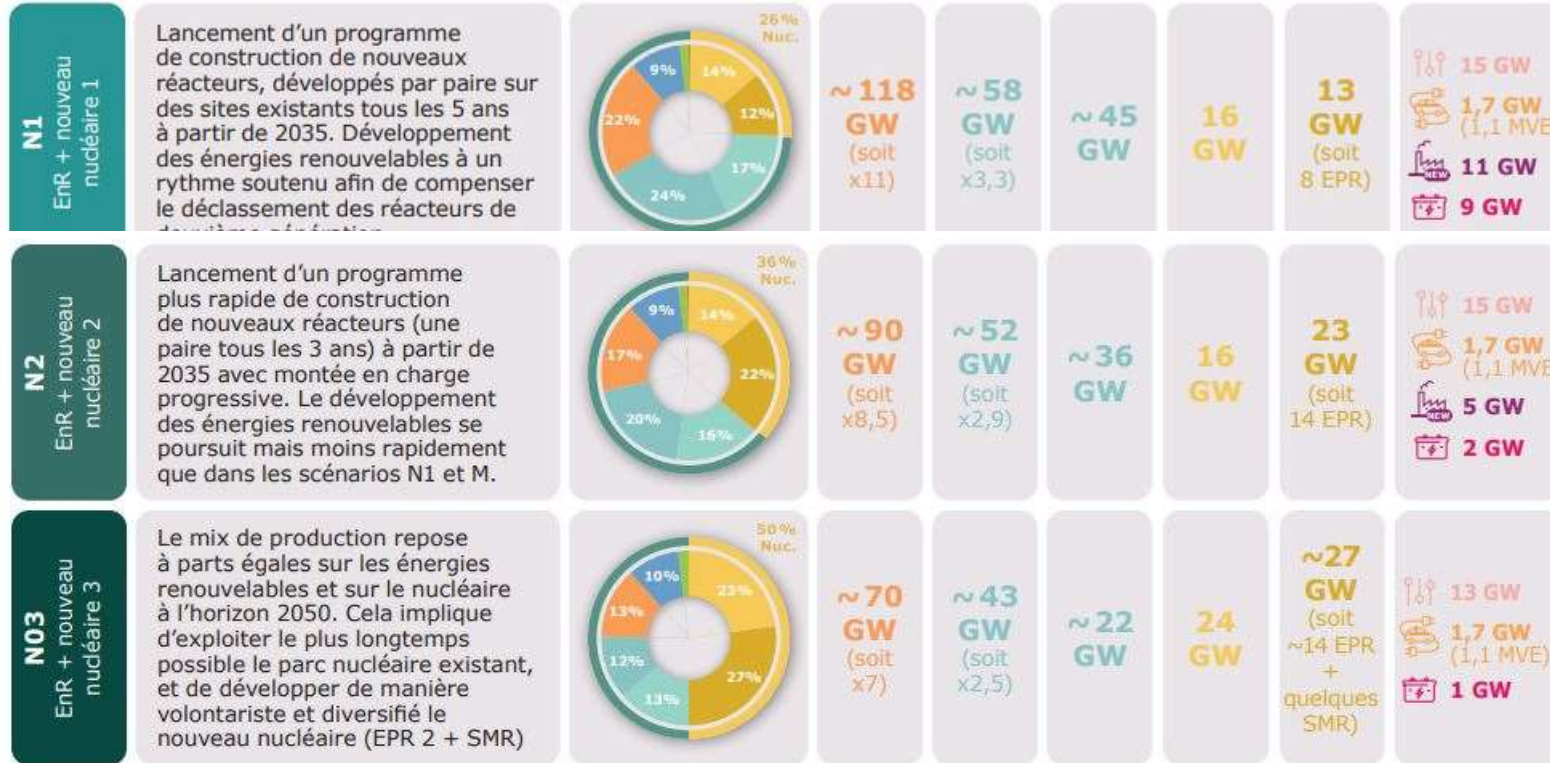 N1
EnR + nouveau
nucléaire 1
Lancement d’un programme
de construction de nouveaux
réacteurs, développés par paire sur
des sites existants tous les 5 ans
à partir de 2035. Développement
des énergies renouvelables à un
rythme soutenu afin de compenser
le déclassement des réacteurs de
deuxième génération
26%
Nuc.
14%
12%
17%
24%
22%
9%
~118
GW
(soit
x11)
~58
GW
(soit
x3,3)
~45
GW
16
GW
13
GW
(soit
8 EPR)
15 GW
1,7 GW
(1,1 MVE
NEW
11 GW
9 GW
N2
EnR + nouveau
nucléaire 2
Lancement d’un programme
plus rapide de construction
de nouveaux réacteurs (une
paire tous les 3 ans) à partir de
2035 avec montée en charge
progressive. Le développement
des énergies renouvelables se
poursuit mais moins rapidement
que dans les scénarios N1 et M.
36%
Nuc.
14%
22%
16%
20%
17%
9%
~90
GW
(soit
x8,5)
~52
GW
(soit
x2,9)
~36
GW
16
GW
23
GW
(soit
14 EPR)
15 GW
1,7 GW
(1,1 MVE
NEW
5 GW
2 GW
N03
EnR + nouveau
nucléaire 3
Le mix de production repose
à parts égales sur les énergies
renouvelables et sur le nucléaire
à l’horizon 2050. Cela implique
d’exploiter le plus longtemps
possible le parc nucléaire existant,
et de développer de manière
volontariste et diversifié le
nouveau nucléaire (EPR 2 + SMR)
50%
Nuc.
23%
27%
13%
12%
13%
10%
~70
GW
(soit
x7)
~43
GW
(soit
x2,5)
~22
GW
24
GW
~27
GW
(soit
~14 EPR
+
quelques
SMR)
13 GW
1,7 GW
(1,1 MVE)
1 GW